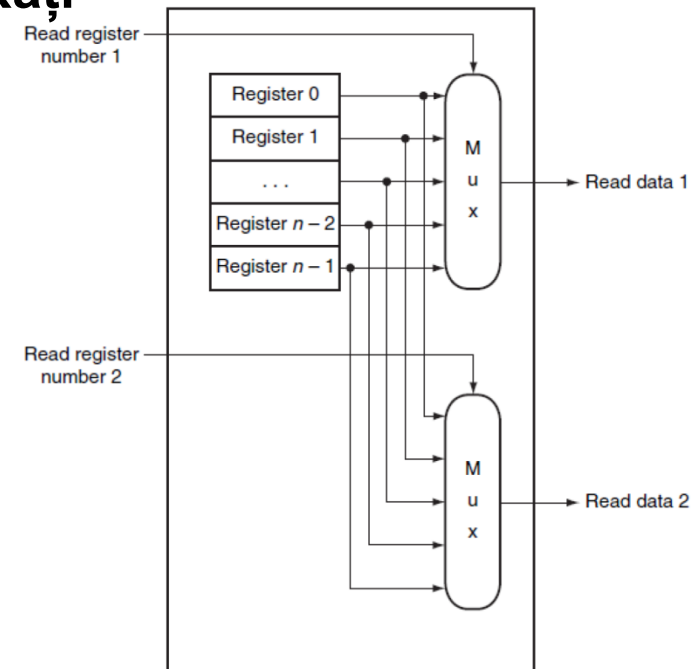 Read register
number 1
Register 0
Register 1
. . .
Register n – 2
Register n – 1
M
u
x
Read data 1
Read register
number 2
M
u
x
Read data 2